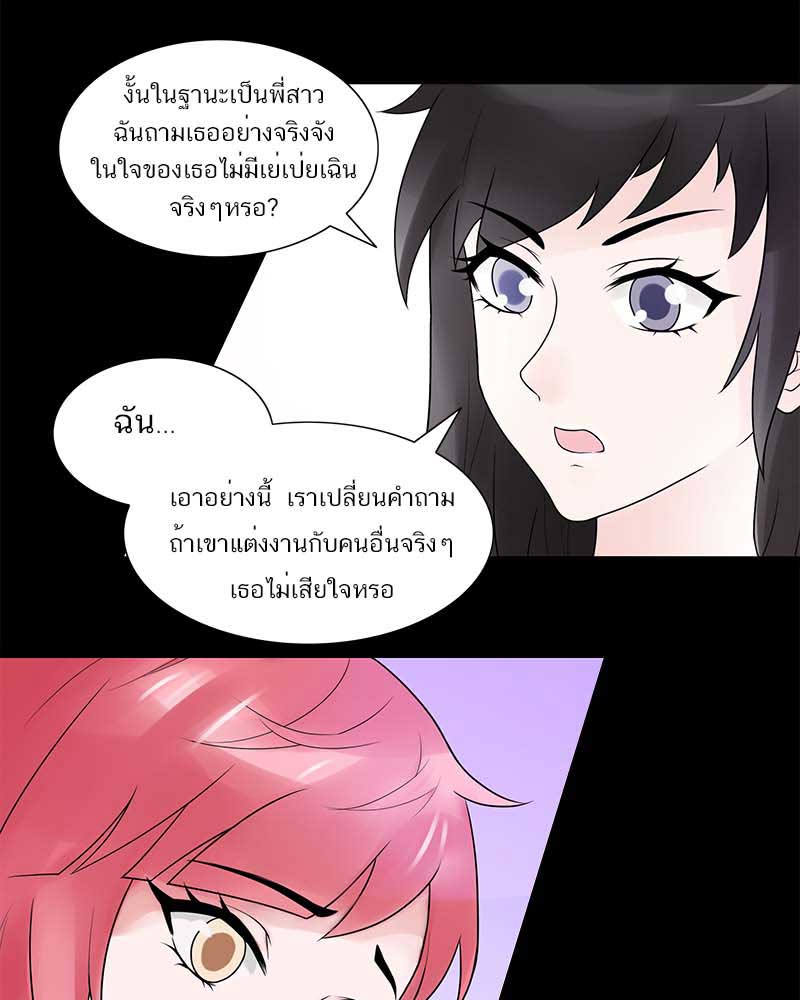 งั้นในฐานะเป็นพี่สาว
ฉันถามเธออย่างจริงจัง
ในใจของเธอไม่มีเย่เป่ยเฉิน
จริงๆหรอ?
ฉัน...
เอาอย่างนี้ เราเปลี่ยนคำถาม
ถ้าเขาแต่งงานกับคนอื่นจริงๆ
เธอไม่เสียใจหรอ